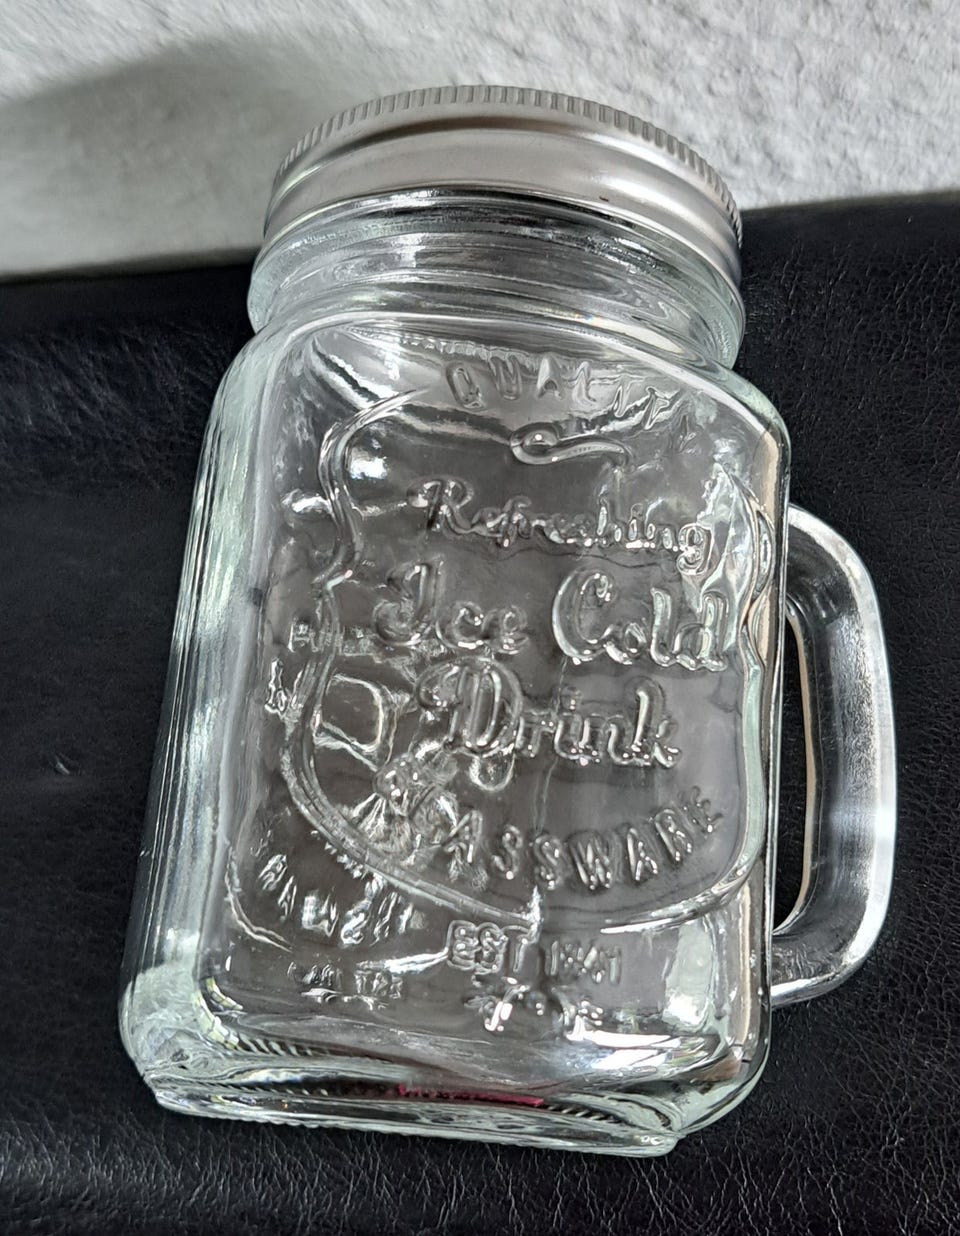 QUALITY
Refreshing
Ice Cold
Drink
GLASSWARE
EST 1941